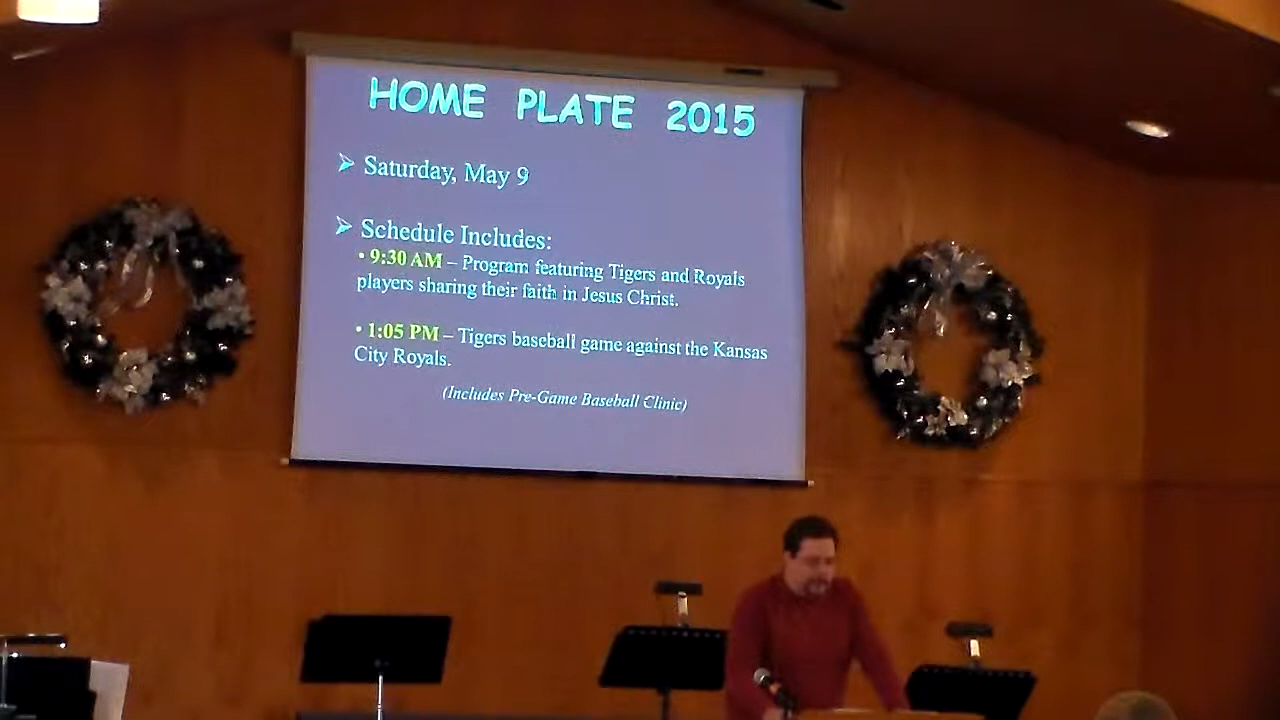 HOME PLATE 2015
➢ Saturday, May 9
➢ Schedule Includes:
• 9:30 AM – Program featuring Tigers and Royals
players sharing their faith in Jesus Christ.
• 1:05 PM – Tigers baseball game against the Kansas
City Royals.
(Includes Pre-Game Baseball Clinic)